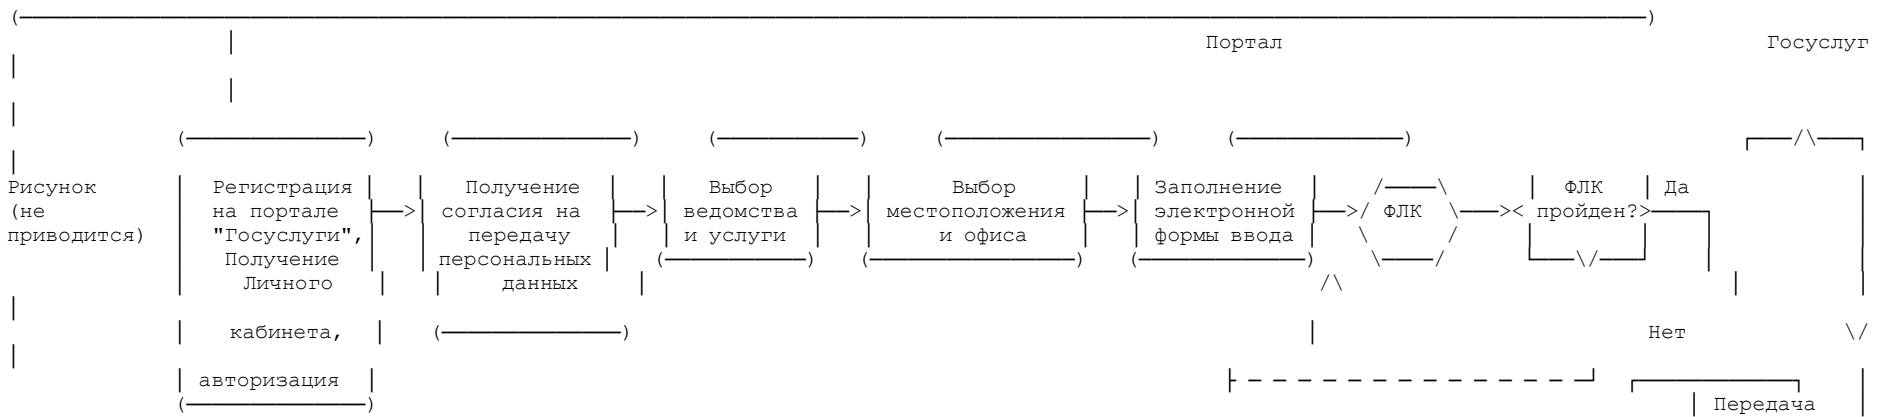 Портал Госуслуг
Рисунок Регистрация Получение Выбор Выбор Заполнение ФЛК Да
(не на портале согласия на ведомства местоположения электронной ФЛК пройден?
приводится) "Госуслуги", передачу и услуги и офиса формы ввода
Получение персональных
Личного данных
кабинета, Нет
авторизация
Передача